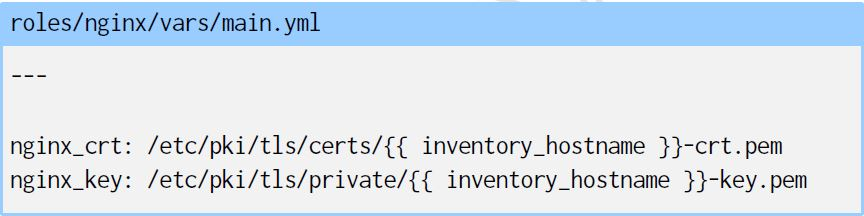 roles/nginx/vars/main.yml
---
nginx_crt: /etc/pki/tls/certs/{{ inventory_hostname }}-crt.pem
nginx_key: /etc/pki/tls/private/{{ inventory_hostname }}-key.pem